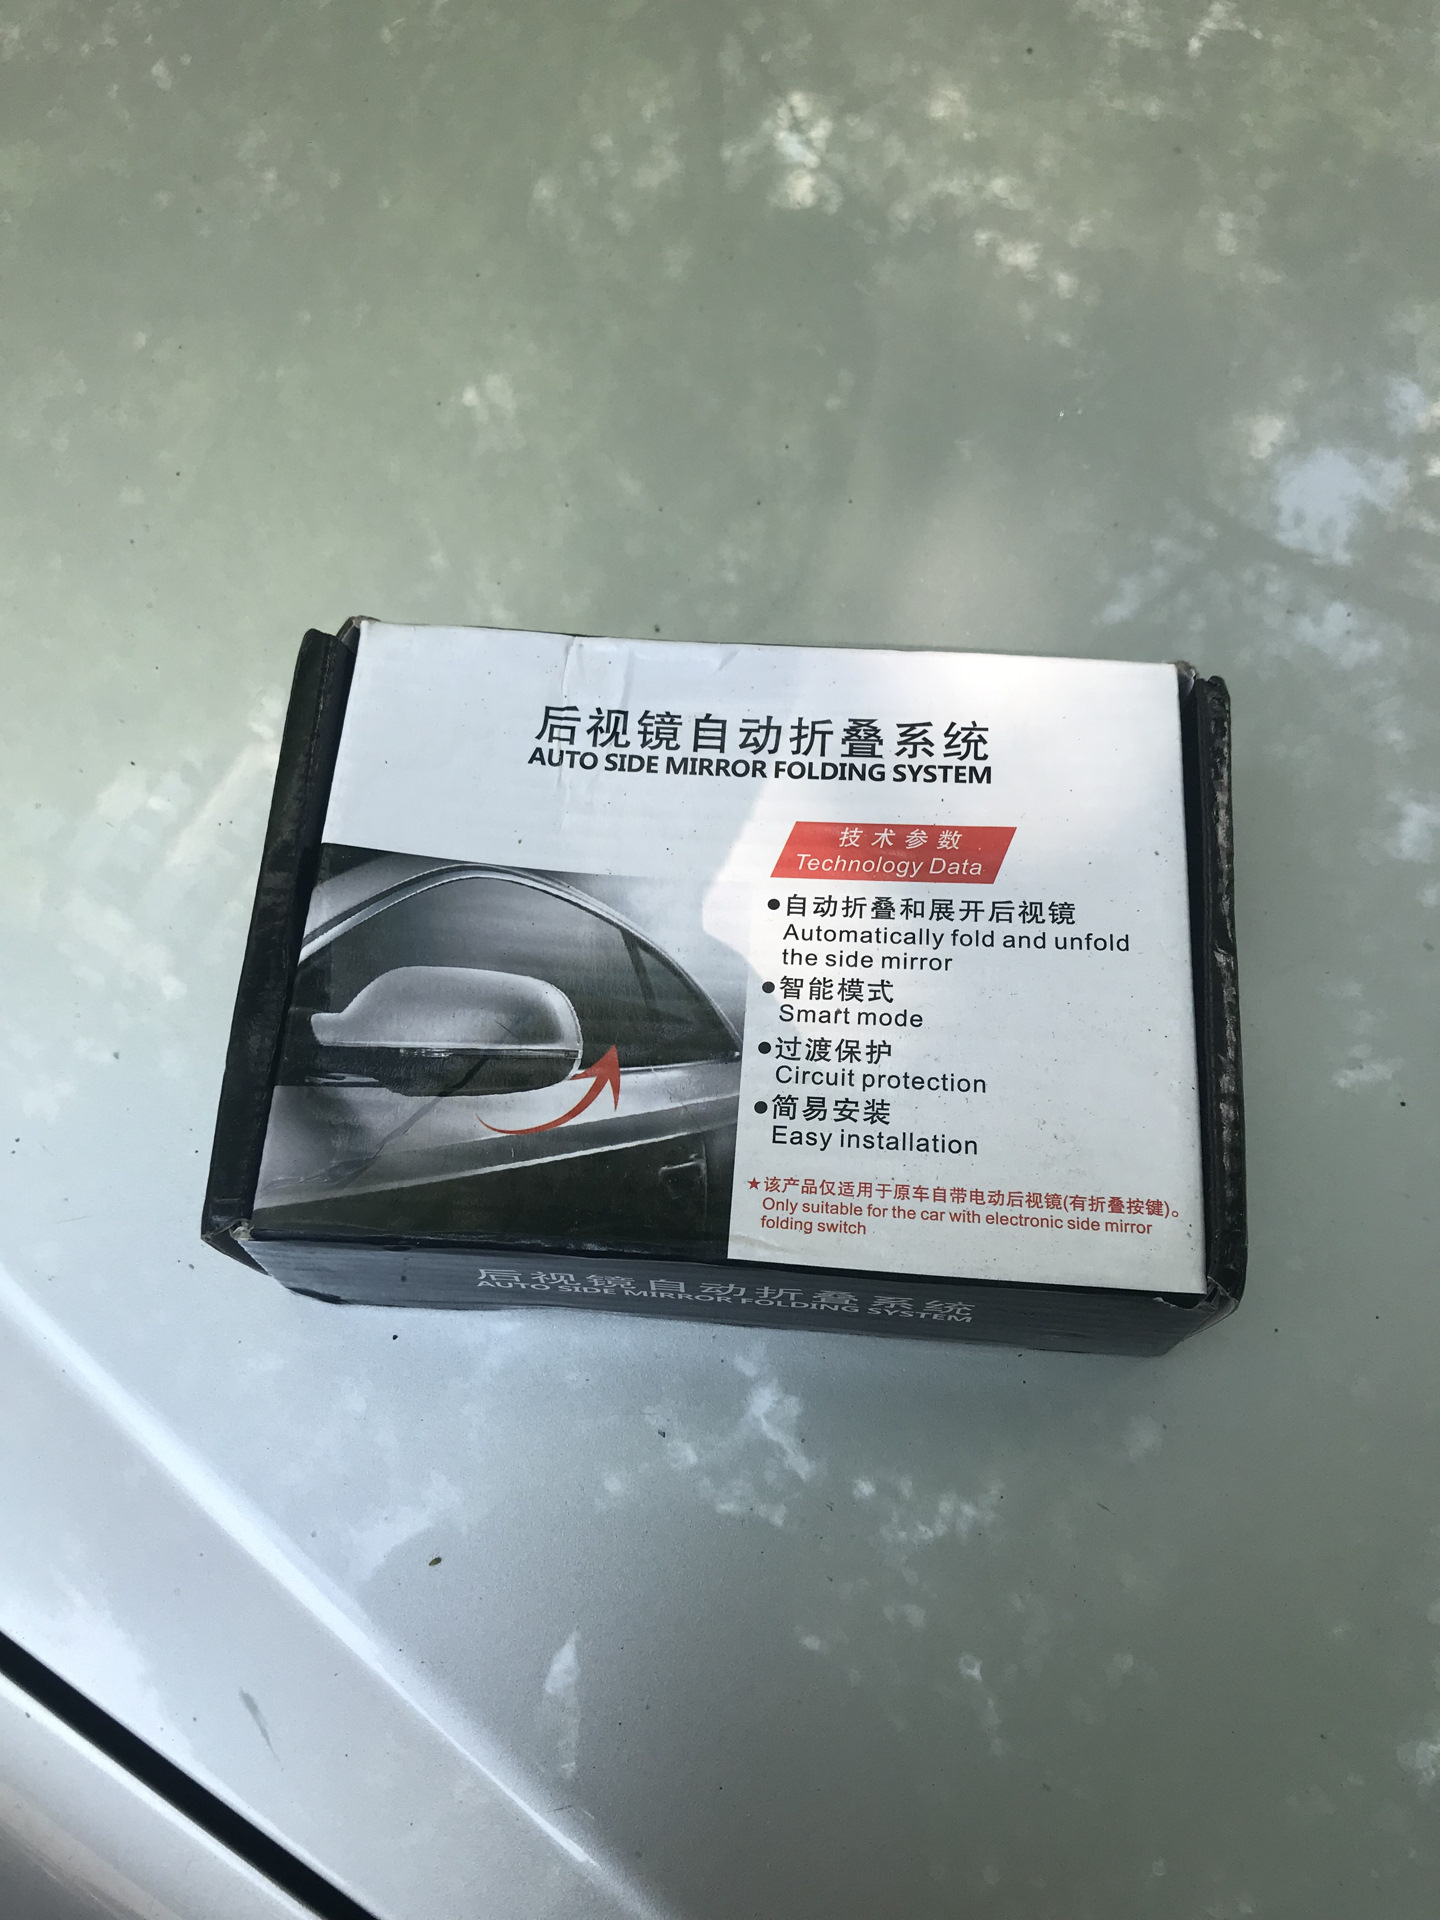 后视镜自动折叠系统
AUTO SIDE MIRROR FOLDING SYSTEM
技术参数
Technology Data
●自动折叠和展开后视镜
Automatically fold and unfold
the side mirror
●智能模式
Smart mode
●过渡保护
Circuit protection
●简易安装
Easy installation
★该产品仅适用于原车自带电动后视镜(有折叠按键)。
Only suitable for the car with electronic side mirror
folding switch
后视镜自动折叠系统
AUTO SIDE MIRROR FOLDING SYSTEM